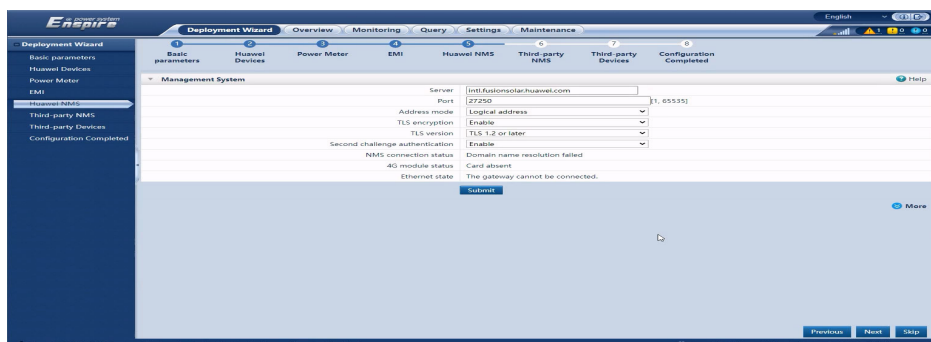 Enspire
English
Deployment Wizard Overview Monitoring Query Settings Maintenance
1 0 0
Deployment Wizard
Basic parameters
Huawei Devices
Power Meter
EMI
Huawei NMS
Third-party NMS
Third-party Devices
Configuration Completed
1 2 3 4 5 6 7 8
Basic parameters
Huawei Devices
Power Meter
EMI
Huawei NMS
Third-party NMS
Third-party Devices
Configuration Completed
Management System Help
Server intl.fusionsolar.huawei.com
Port 27250 [1, 65535]
Address mode Logical address
TLS encryption Enable
TLS version TLS 1.2 or later
Second challenge authentication Enable
NMS connection status Domain name resolution failed
4G module status Card absent
Ethernet state The gateway cannot be connected.
Submit
More
Previous Next Skip